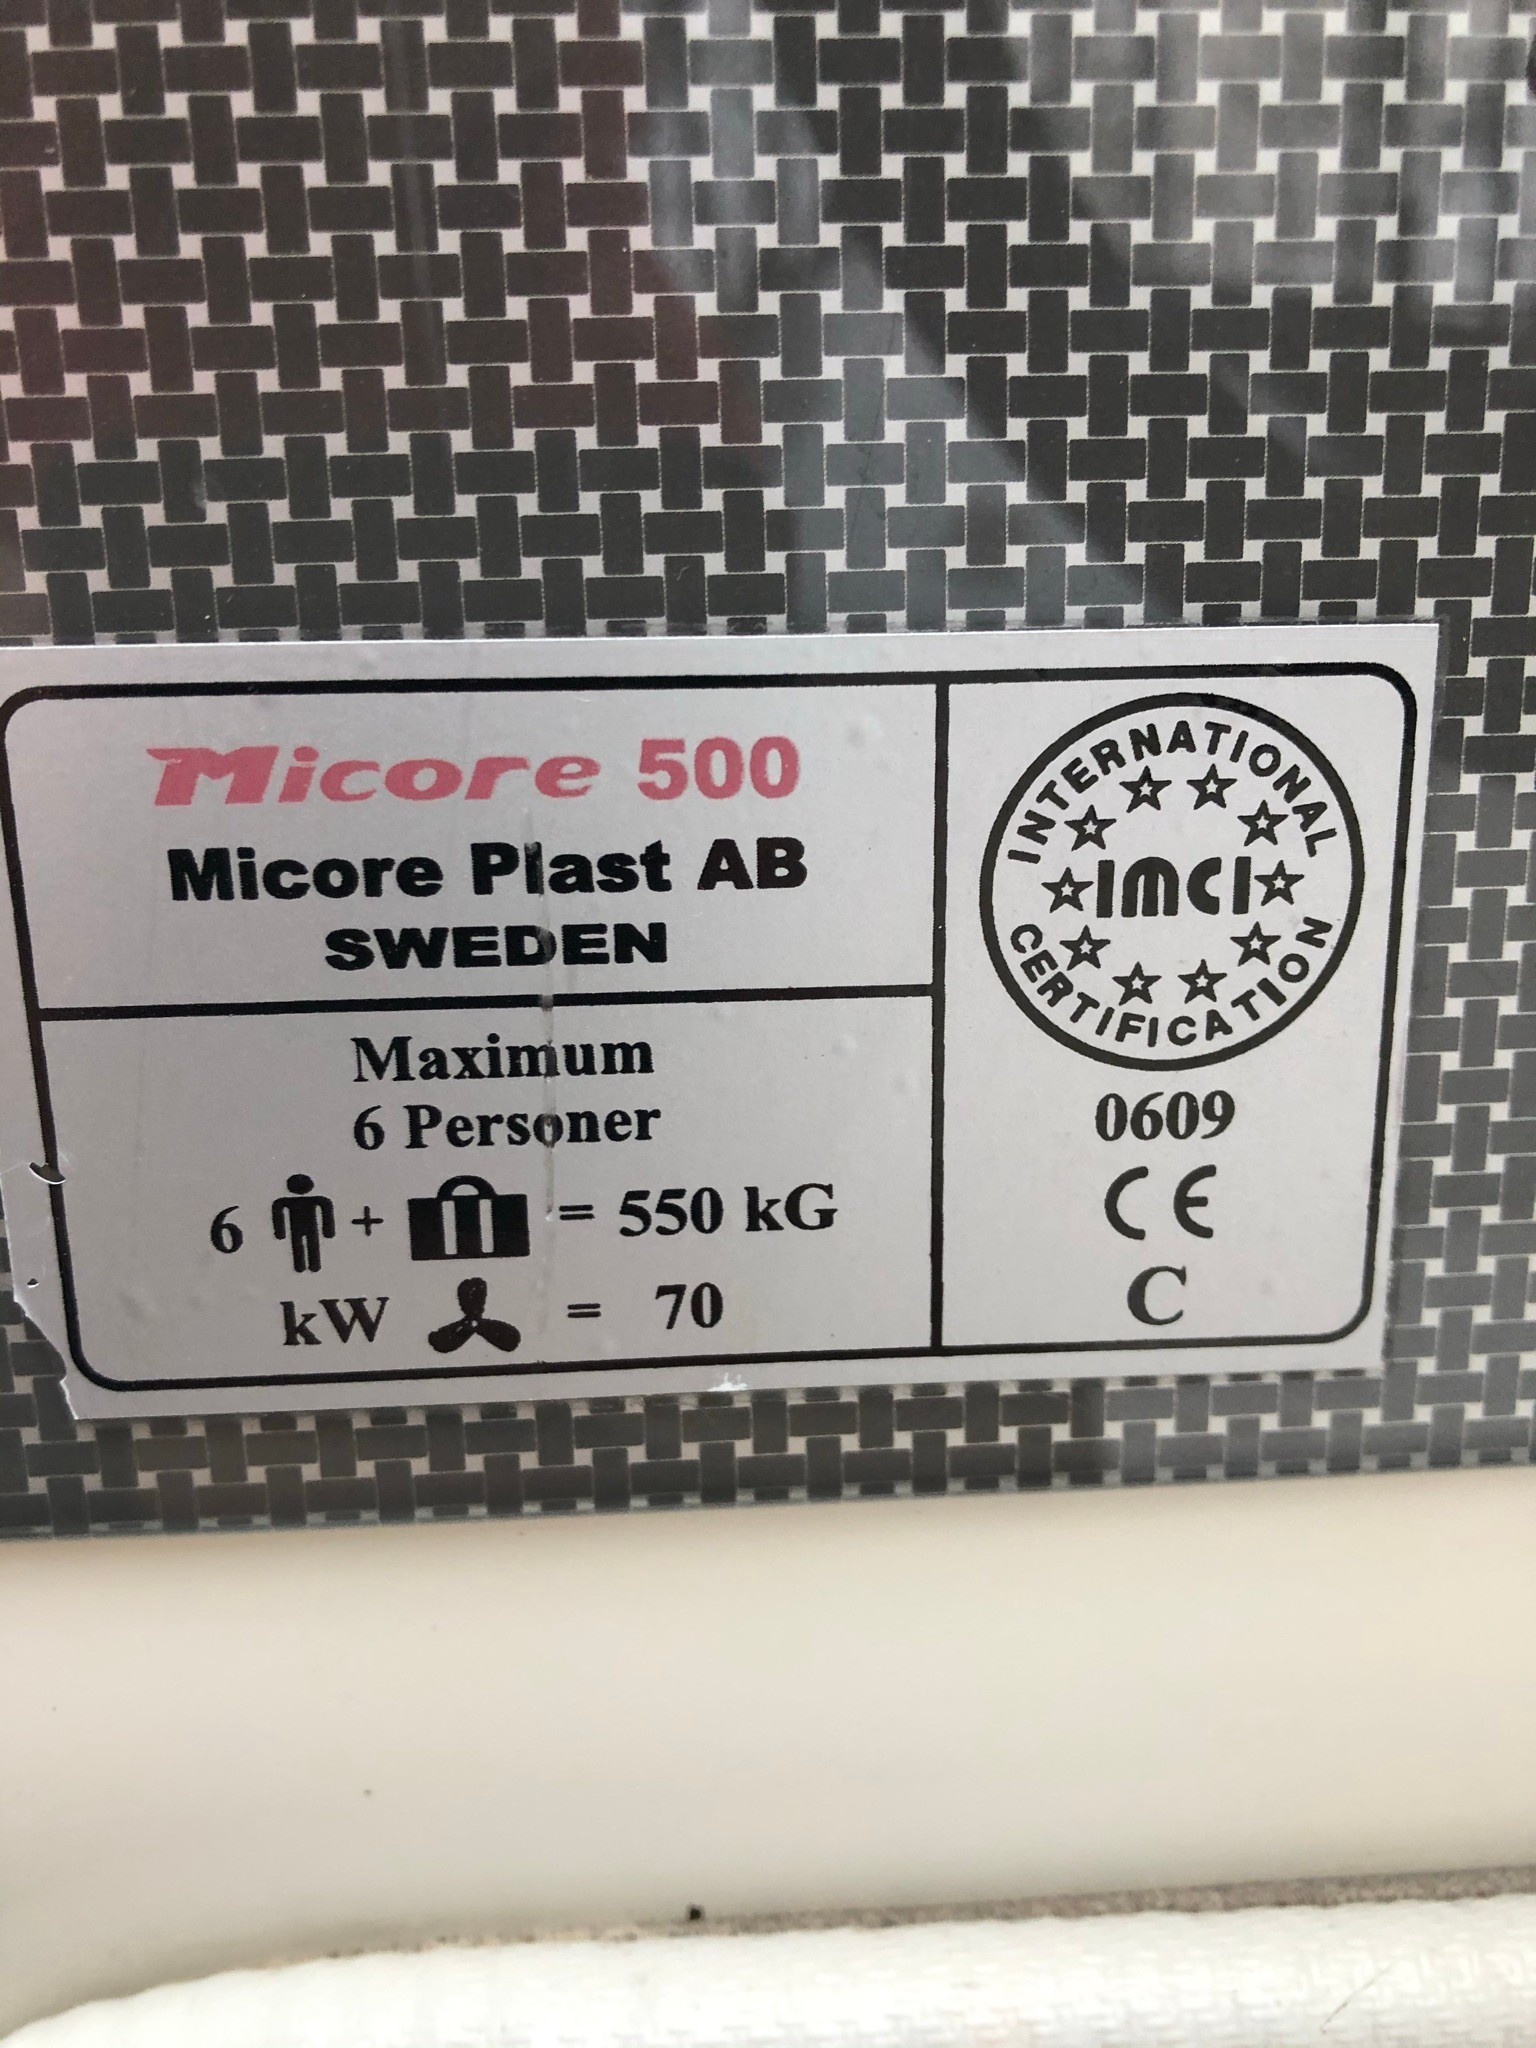 Micore 500
Micore Plast AB
SWEDEN
Maximum
6 Personer
6 + = 550 kG
kW = 70
INTERNATIONAL
IMCI
CERTIFICATION
0609
CE
C